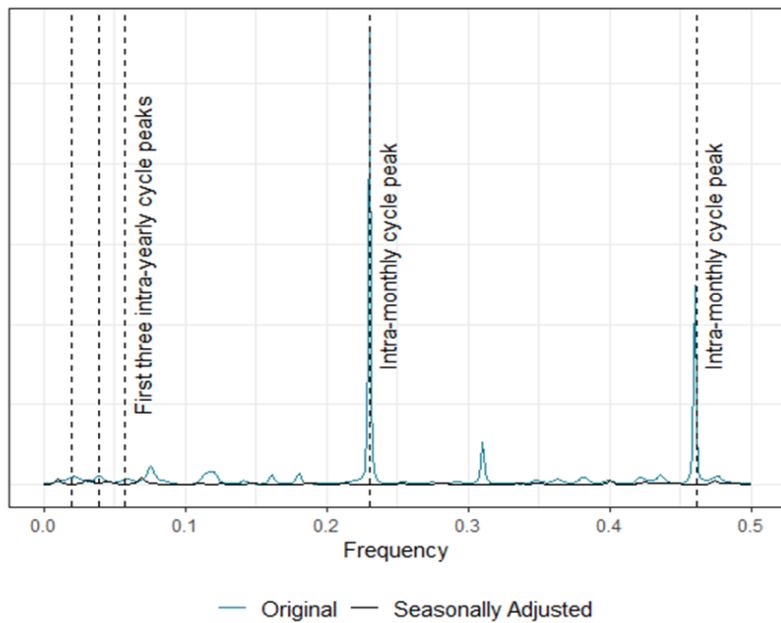 First three intra-yearly cycle peaks
Intra-monthly cycle peak
Intra-monthly cycle peak
0.0 0.1 0.2 0.3 0.4 0.5
Frequency
Original Seasonally Adjusted